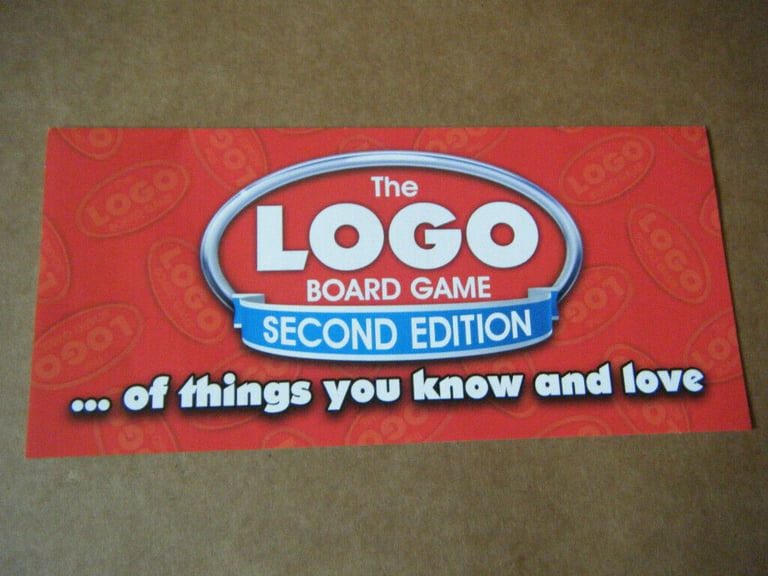 The
LOGO
BOARD GAME
SECOND EDITION
... of things you know and love